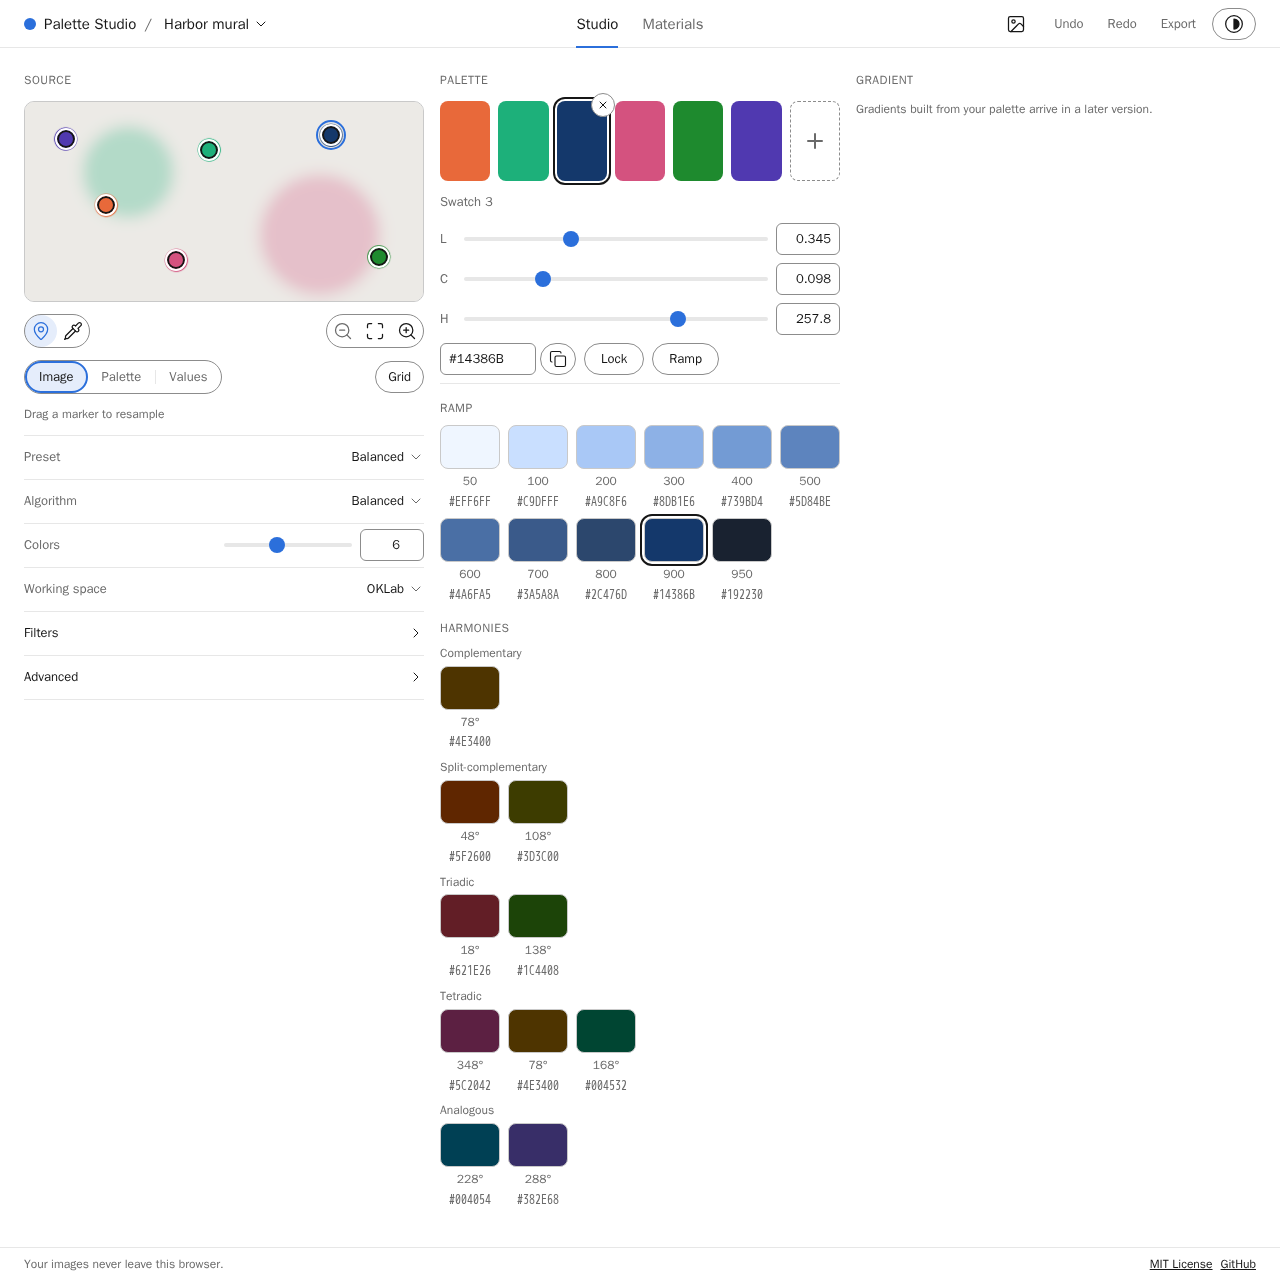 Palette Studio / Harbor mural
Studio Materials
Undo Redo Export
SOURCE
Image Palette Values
Grid
Drag a marker to resample
Preset Balanced
Algorithm Balanced
Colors 6
Working space OKLab
Filters
Advanced
PALETTE
Swatch 3
L 0.345
C 0.098
H 257.8
#14386B Lock Ramp
RAMP
50 100 200 300 400 500
#EFF6FF #C9DFFF #A9C8F6 #8DB1E6 #739BD4 #5D84BE
600 700 800 900 950
#4A6FA5 #3A5A8A #2C476D #14386B #192230
HARMONIES
Complementary
78°
#4E3400
Split-complementary
48° 108°
#5F2600 #3D3C00
Triadic
18° 138°
#621E26 #1C4408
Tetradic
348° 78° 168°
#5C2042 #4E3400 #004532
Analogous
228° 288°
#004054 #382E68
GRADIENT
Gradients built from your palette arrive in a later version.
Your images never leave this browser.
MIT License GitHub